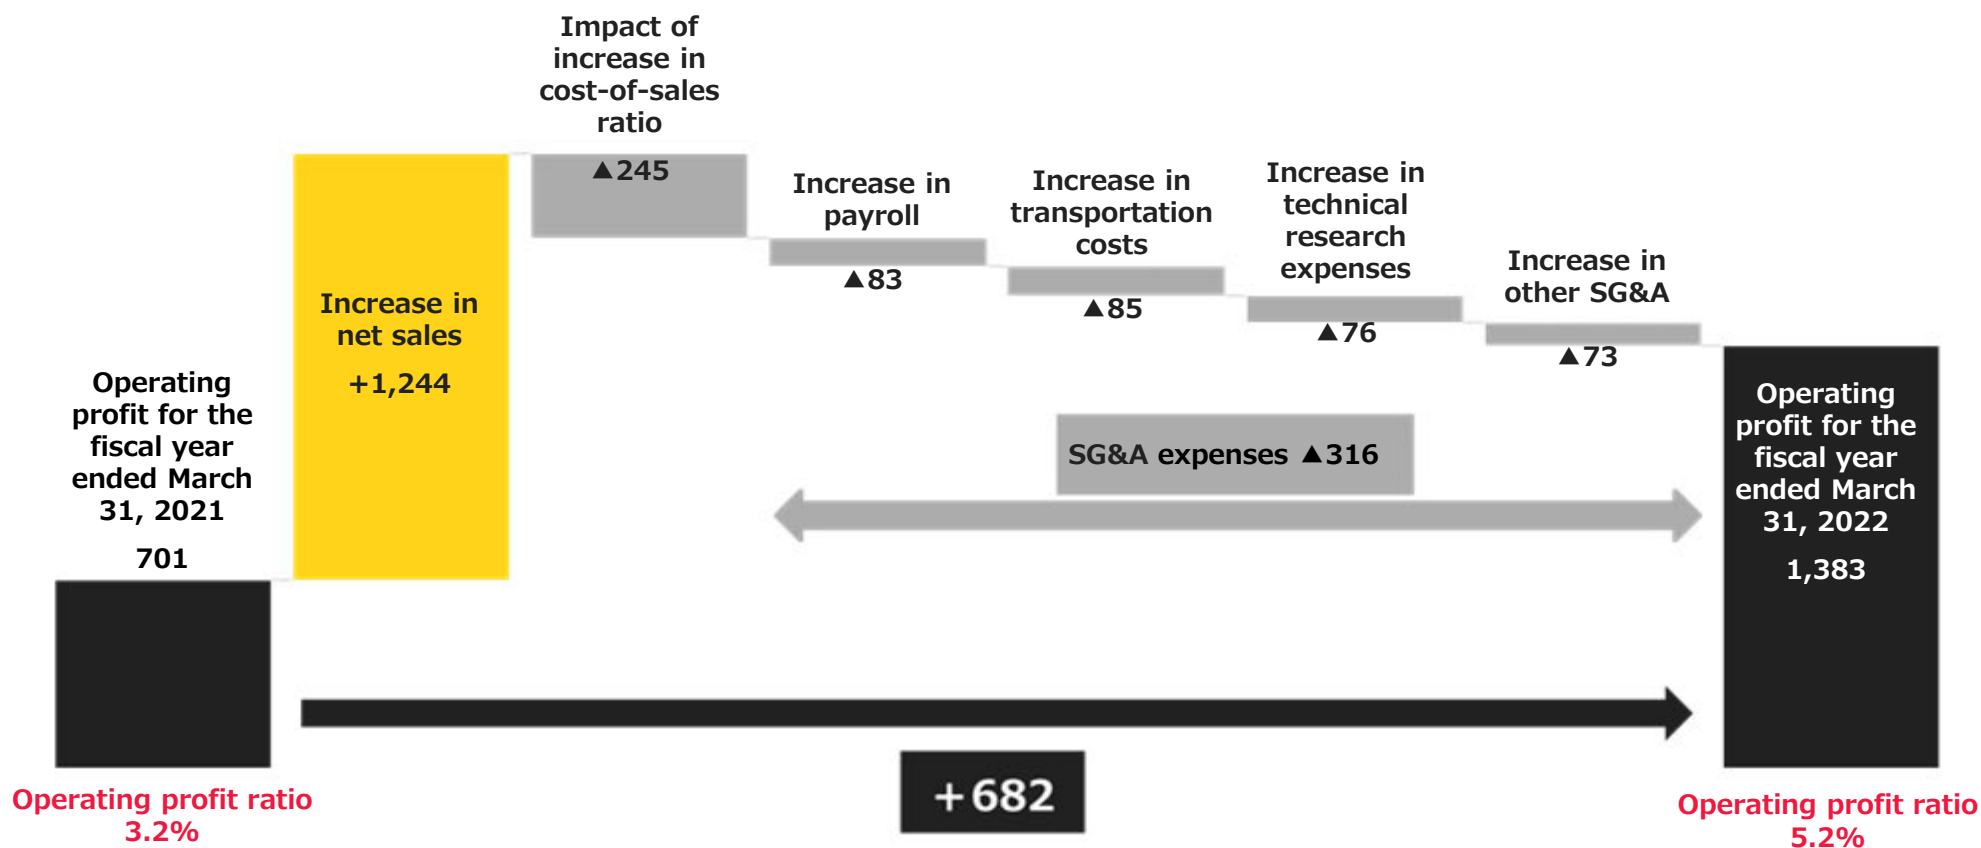 Operating
profit for the
fiscal year
ended March
31, 2021
701
Operating profit ratio
3.2%
Increase in
net sales
+1,244
Impact of
increase in
cost-of-sales
ratio
▲245
Increase in
payroll
▲83
Increase in
transportation
costs
▲85
Increase in
technical
research
expenses
▲76
Increase in
other SG&A
▲73
SG&A expenses ▲316
+682
Operating
profit for the
fiscal year
ended March
31, 2022
1,383
Operating profit ratio
5.2%